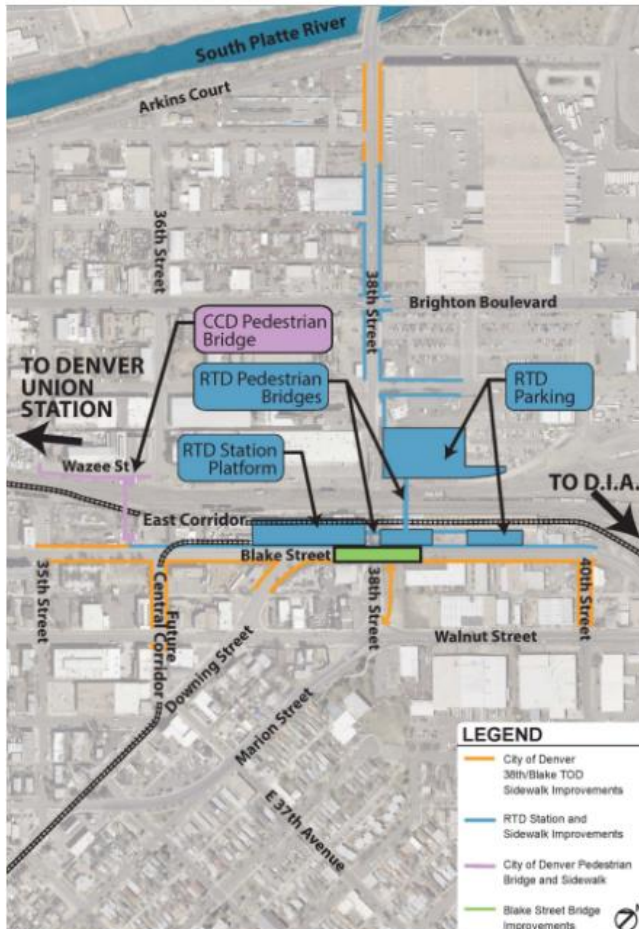 South Platte River
Arkins Court
36th Street
38th Street
Brighton Boulevard
CCD Pedestrian
Bridge
TO DENVER
UNION
STATION
RTD Pedestrian
Bridges
RTD
Parking
Wazee St
RTD Station
Platform
TO D.I.A.
East Corridor
Blake Street
35th Street
Future
Central Corridor
38th Street
40th Street
Walnut Street
Downing Street
Marion Street
E 37th Avenue
LEGEND
City of Denver
38th/Blake TOD
Sidewalk Improvements
RTD Station and
Sidewalk Improvements
City of Denver Pedestrian
Bridge and Sidewalk
Blake Street Bridge
Improvements
N